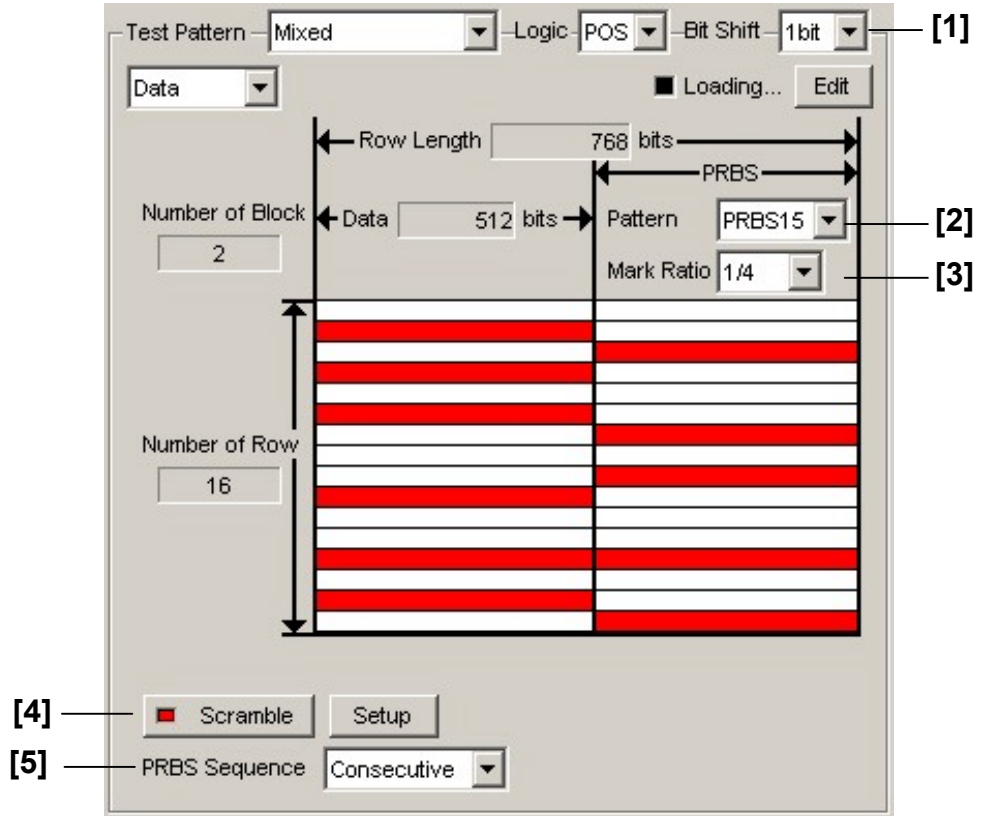 Test Pattern Mixed Logic POS Bit Shift 1bit [1]
Data Loading... Edit
Row Length 768 bits
PRBS
Number of Block Data 512 bits Pattern PRBS15 [2]
2
Mark Ratio 1/4 [3]
Number of Row
16
[4] Scramble Setup
[5] PRBS Sequence Consecutive